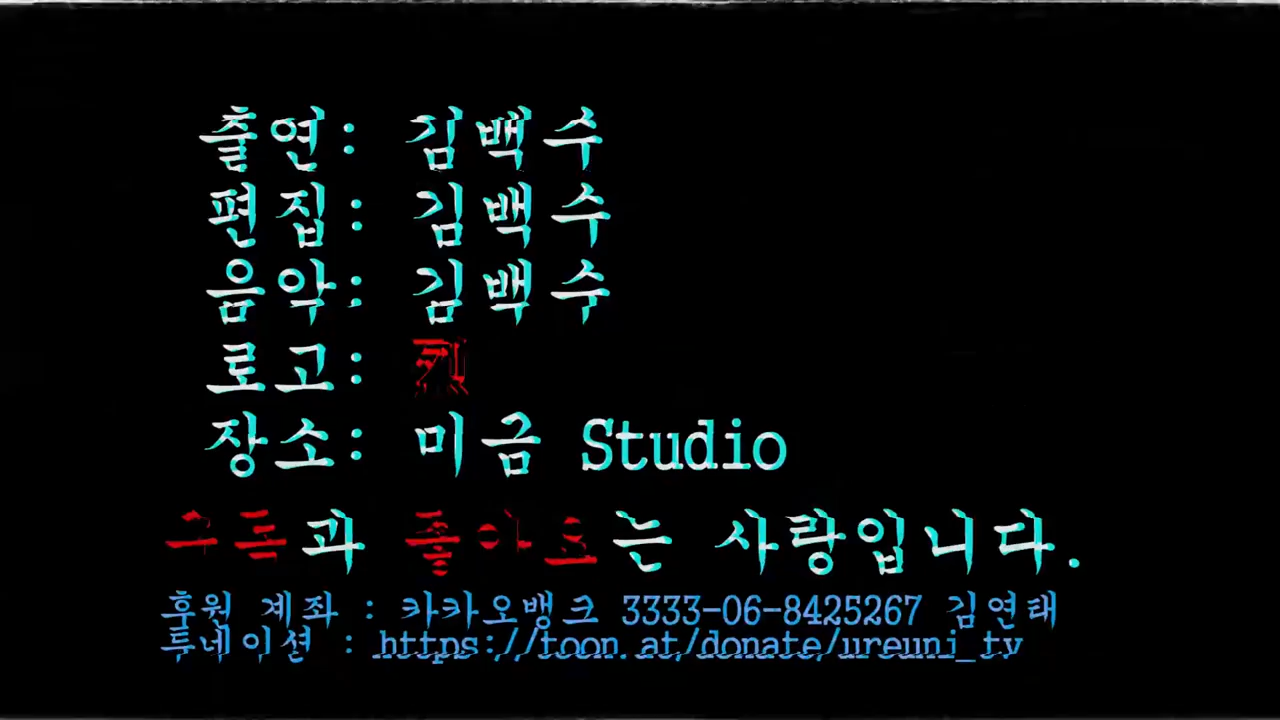 출연: 김백수
편집: 김백수
음악: 김백수
로고: 烈
장소: 미금 Studio
구독과 좋아요는 사랑입니다.
후원 계좌 : 카카오뱅크 3333-06-8425267 김연태
투네이션 : https://toon.at/donate/ureuni_tv